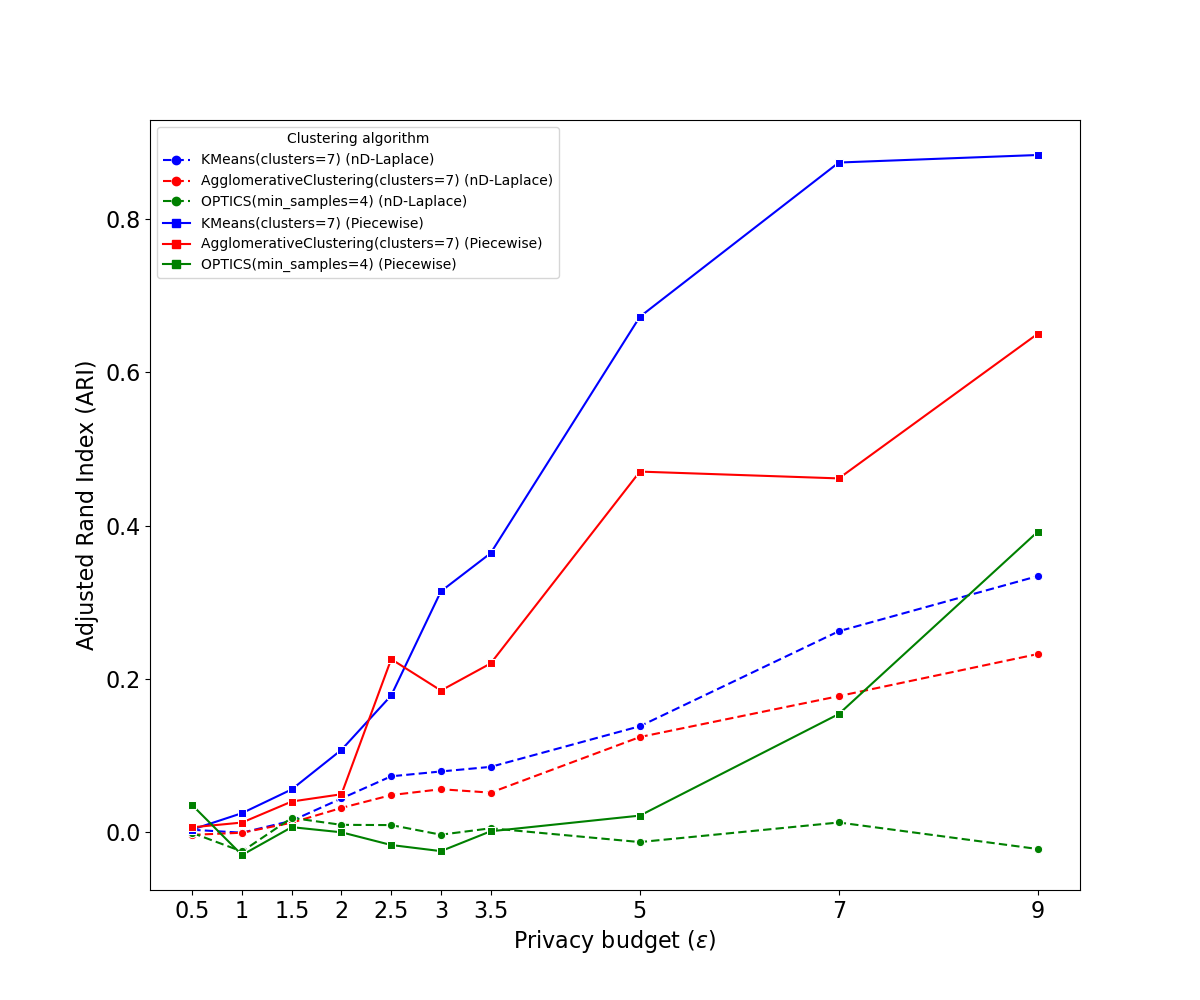 Clustering algorithm
KMeans(clusters=7) (nD-Laplace)
AgglomerativeClustering(clusters=7) (nD-Laplace)
OPTICS(min_samples=4) (nD-Laplace)
KMeans(clusters=7) (Piecewise)
AgglomerativeClustering(clusters=7) (Piecewise)
OPTICS(min_samples=4) (Piecewise)
Adjusted Rand Index (ARI)
0.8
0.6
0.4
0.2
0.0
0.5 1 1.5 2 2.5 3 3.5 5 7 9
Privacy budget (ε)